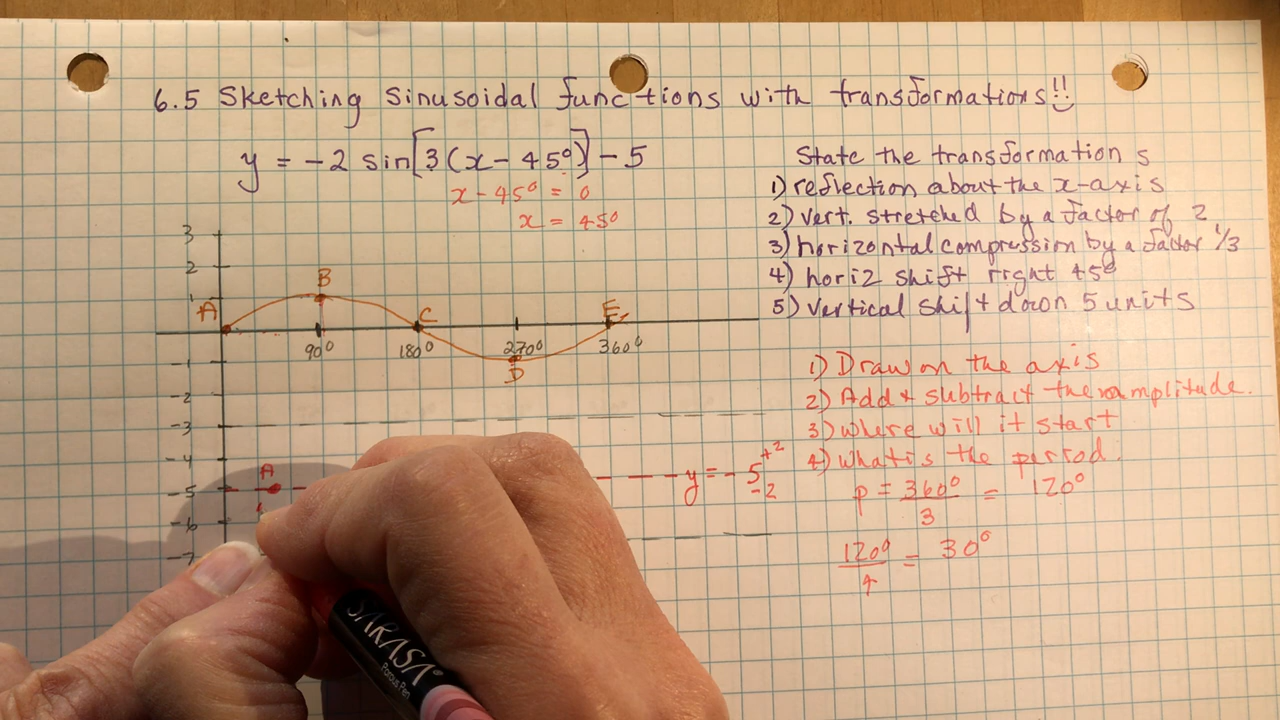 6.5 Sketching Sinusoidal functions with transformations!!
y = -2 sin[3(x - 45°)] - 5
x - 45° = 0
x = 45°
State the transformations
1) reflection about the x-axis
2) vert. stretched by a factor of 2
3) horizontal compression by a factor 1/3
4) horiz shift right 45°
5) vertical shift down 5 units
3
2
1
A
B
C
D
E
90°
180°
270°
360°
-1
-2
-3
-4
-5
-6
-7
A
y = -5
+2
-2
1) Draw on the axis
2) Add & subtract the amplitude.
3) where will it start
4) what is the period.
p = 360°/3 = 120°
120°/4 = 30°
SARASA
Porous Pen